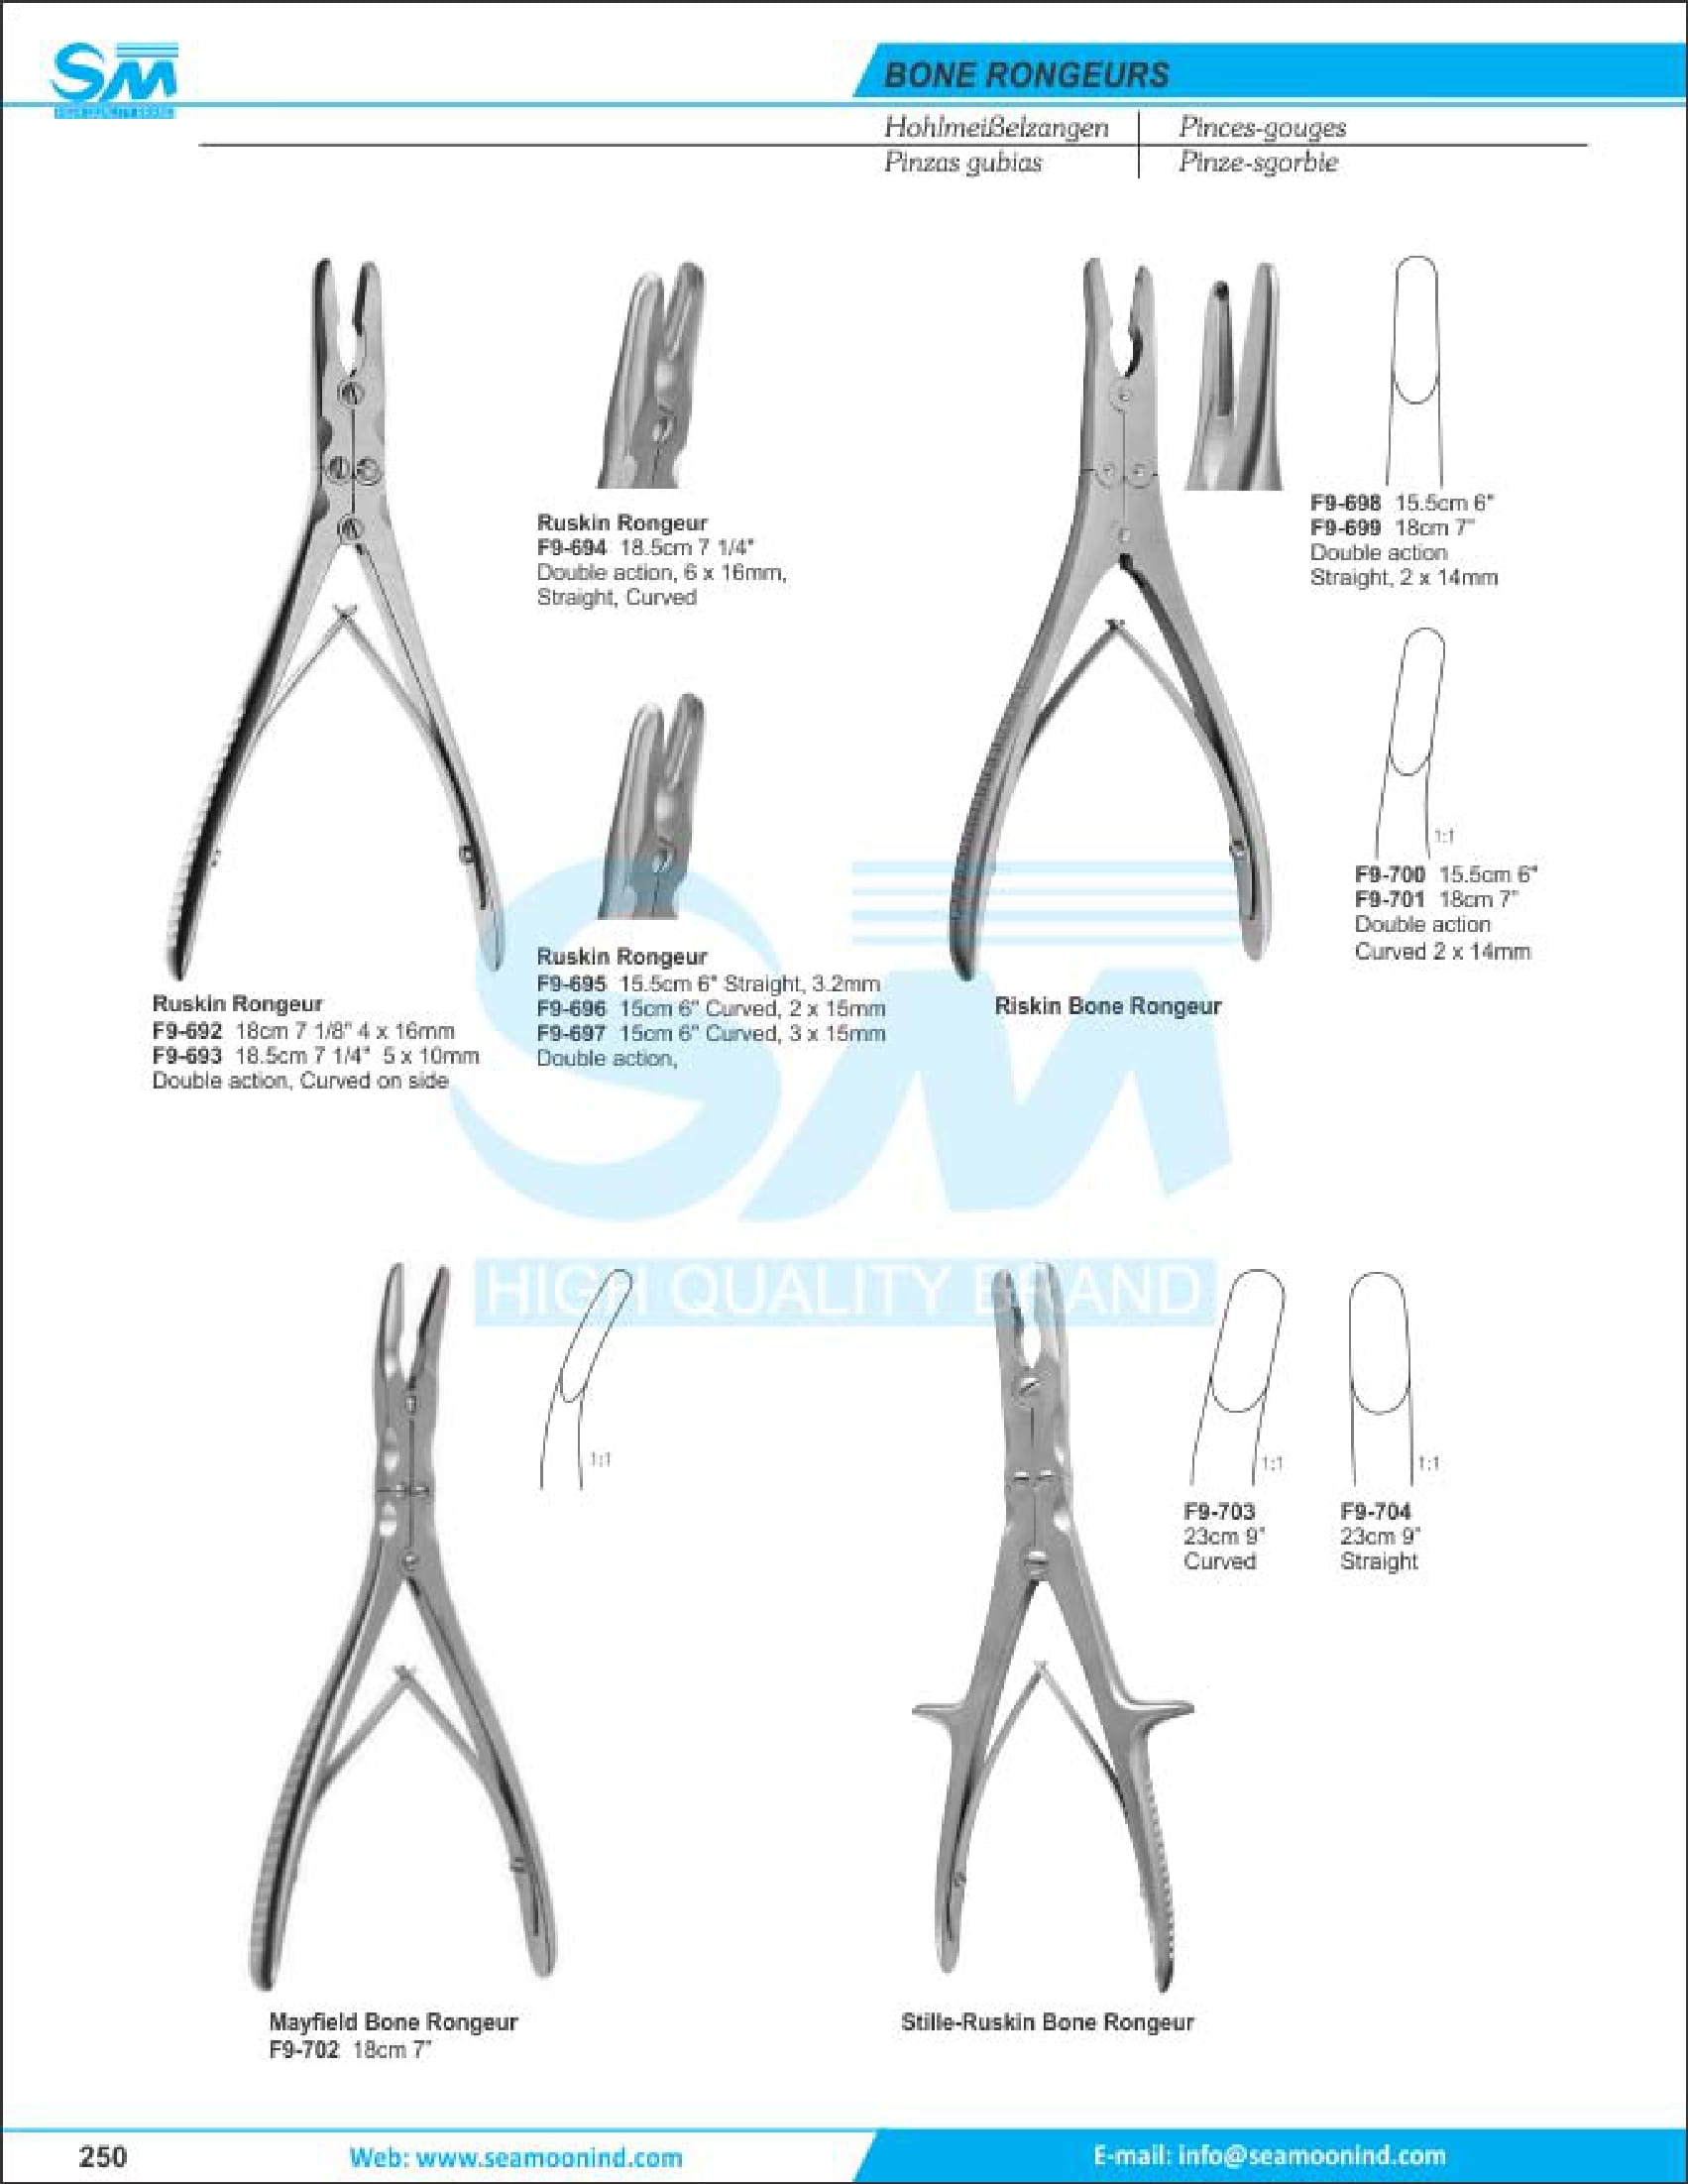 SM
BONE RONGEURS
Hohlmeißelzangen
Pinces-gouges
Pinzas gubias
Pinze-sgorbie
Ruskin Rongeur
F9-694 18.5cm 7 1/4"
Double action, 6 x 16mm,
Straight, Curved
F9-698 15.5cm 6"
F9-699 18cm 7"
Double action
Straight, 2 x 14mm
1:1
F9-700 15.5cm 6"
F9-701 18cm 7"
Double action
Curved 2 x 14mm
Ruskin Rongeur
F9-692 18cm 7 1/8" 4 x 16mm
F9-693 18.5cm 7 1/4" 5 x 10mm
Double action, Curved on side
Ruskin Rongeur
F9-695 15.5cm 6" Straight, 3.2mm
F9-696 15cm 6" Curved, 2 x 15mm
F9-697 15cm 6" Curved, 3 x 15mm
Double action,
Riskin Bone Rongeur
SM
HIGH QUALITY BRAND
1:1
1:1
1:1
F9-703
23cm 9"
Curved
F9-704
23cm 9"
Straight
Mayfield Bone Rongeur
F9-702 18cm 7"
Stille-Ruskin Bone Rongeur
250
Web: www.seamoonind.com
E-mail: info@seamoonind.com